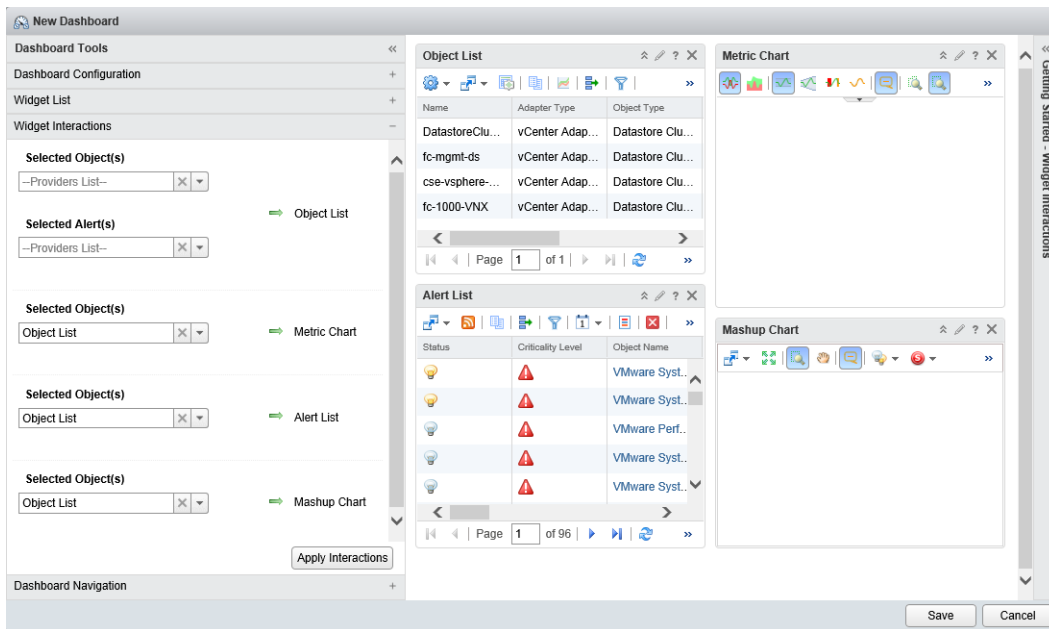 New Dashboard
Dashboard Tools
Dashboard Configuration
Widget List
Widget Interactions
Selected Object(s)
--Providers List--
Selected Alert(s)
--Providers List--
Object List
Selected Object(s)
Object List
Metric Chart
Selected Object(s)
Object List
Alert List
Selected Object(s)
Object List
Mashup Chart
Apply Interactions
Dashboard Navigation
Object List
Name Adapter Type Object Type
DatastoreClu... vCenter Adap... Datastore Clu...
fc-mgmt-ds vCenter Adap... Datastore Clu...
cse-vsphere-... vCenter Adap... Datastore Clu...
fc-1000-VNX vCenter Adap... Datastore Clu...
Page 1 of 1
Alert List
Status Criticality Level Object Name
VMware Syst..
VMware Syst..
VMware Perf..
VMware Syst..
VMware Syst..
Page 1 of 96
Metric Chart
Mashup Chart
Getting Started - Widget Interactions
Save Cancel